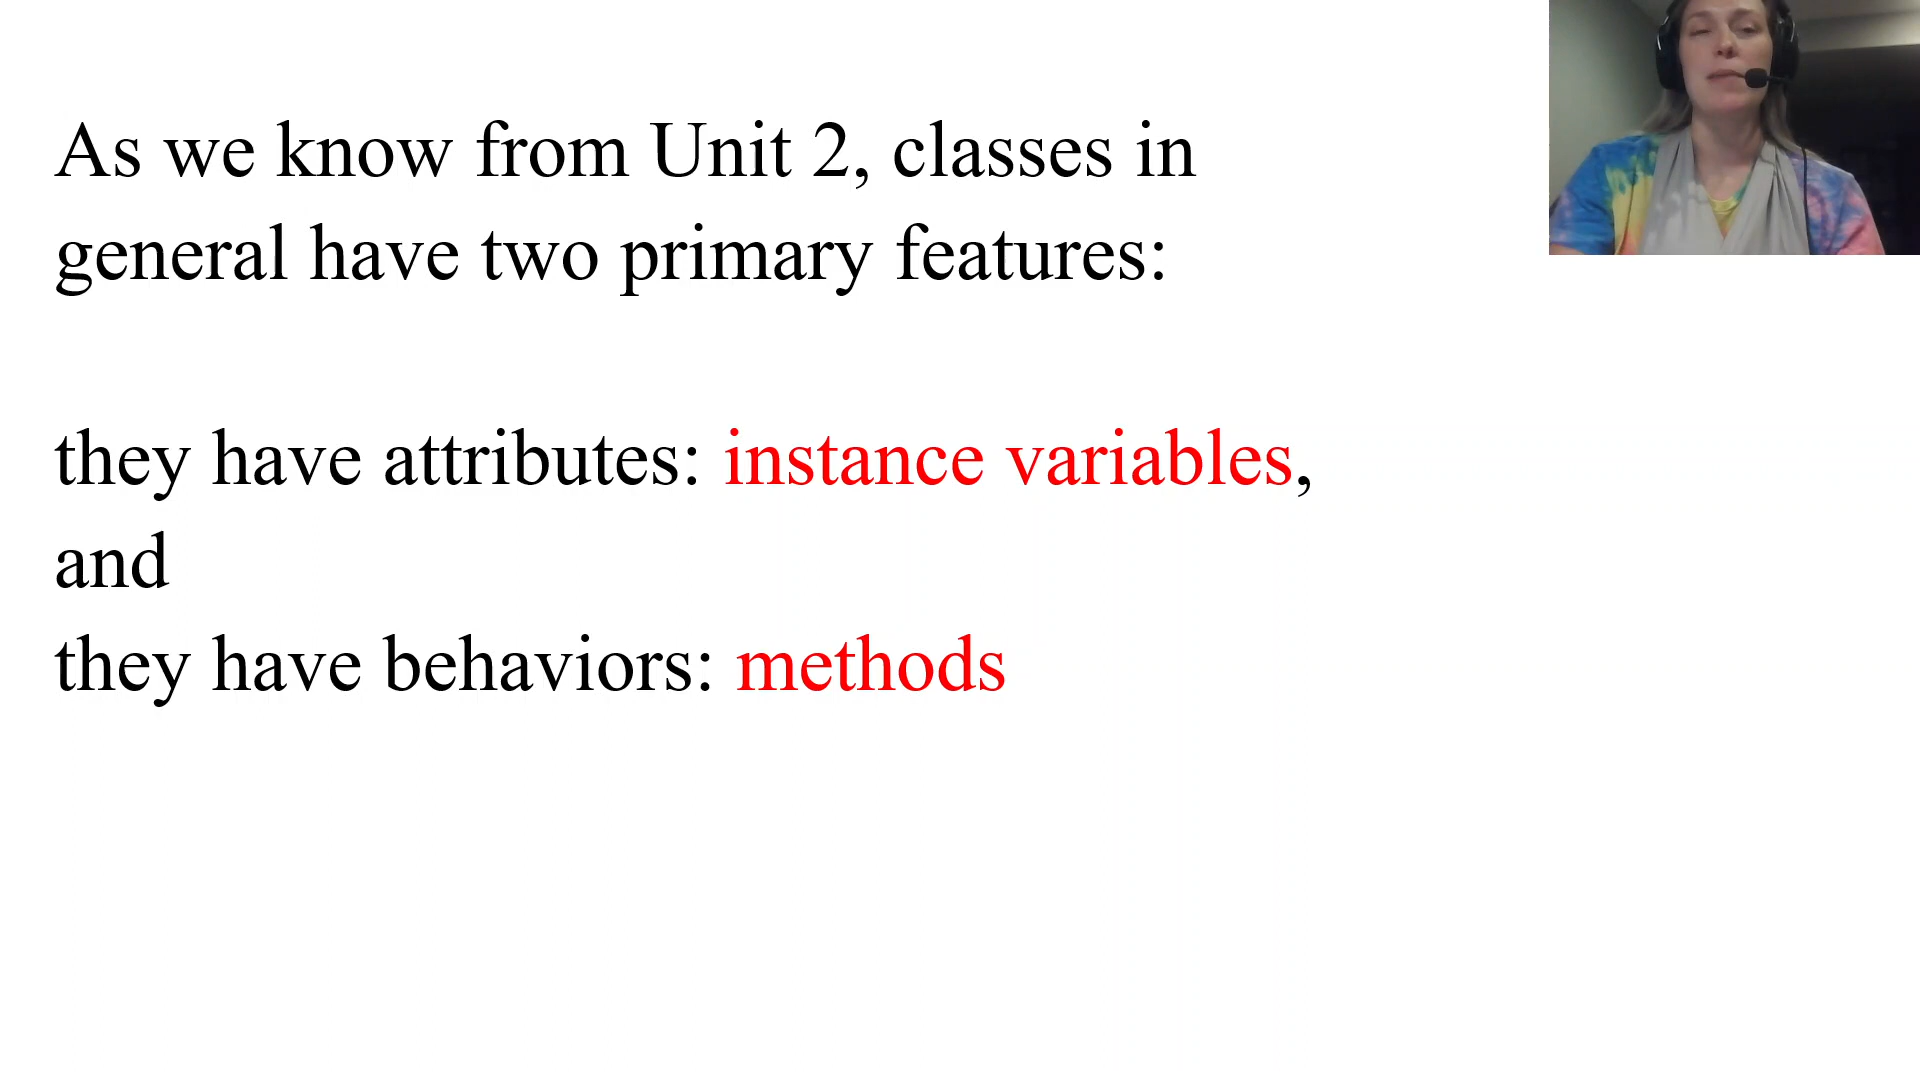 As we know from Unit 2, classes in
general have two primary features:
they have attributes: instance variables,
and
they have behaviors: methods